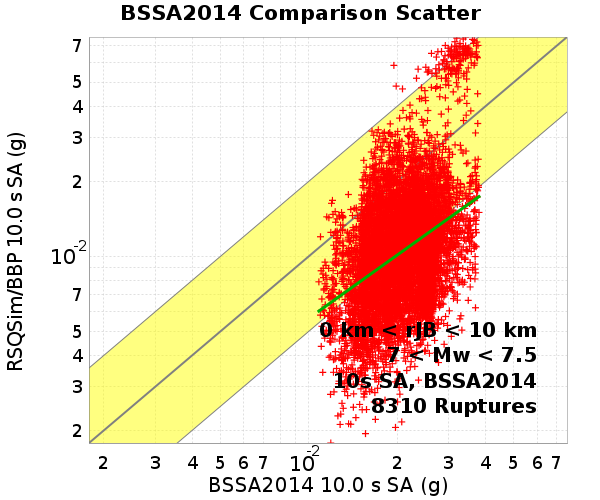 BSSA2014 Comparison Scatter
RSQSim/BBP 10.0 s SA (g)
7
5
4
3
2
10-2
7
5
4
3
2
0 km < rJB < 10 km
7 < Mw < 7.5
10s SA, BSSA2014
8310 Ruptures
2 3 4 5 6 7 10-2 2 3 4 5 6 7
BSSA2014 10.0 s SA (g)